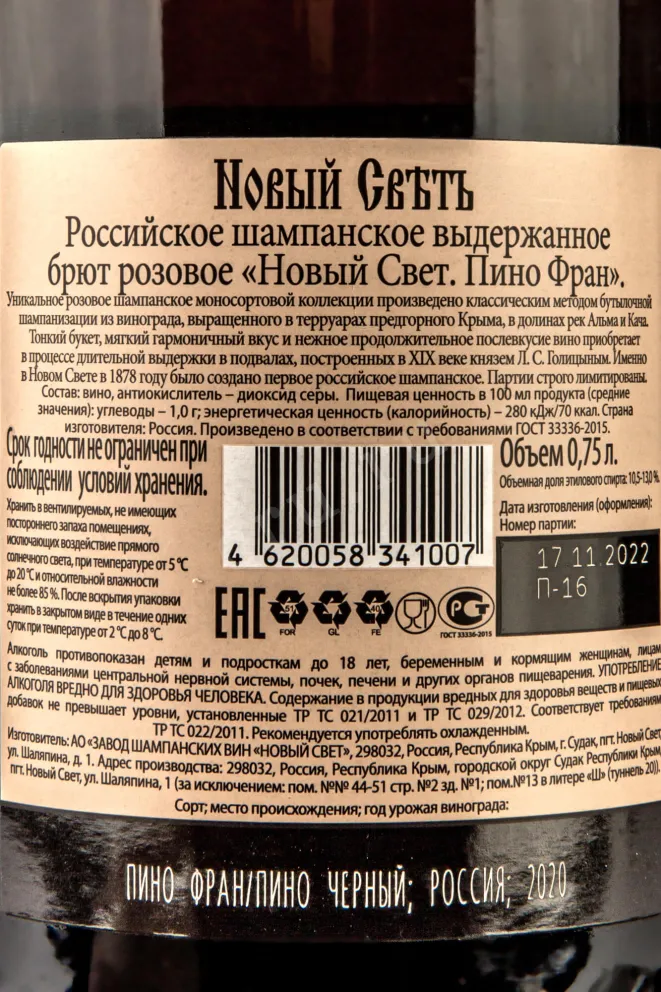 Новый Свѣтъ
Российское шампанское выдержанное
брют розовое «Новый Свет. Пино Фран».
Уникальное розовое шампанское моносортовой коллекции произведено классическим методом бутылочной
шампанизации из винограда, выращенного в терруарах предгорного Крыма, в долинах рек Альма и Кача.
Тонкий букет, мягкий гармоничный вкус и нежное продолжительное послевкусие вино приобретает
в процессе длительной выдержки в подвалах, построенных в XIX веке князем Л. С. Голицыным. Именно
в Новом Свете в 1878 году было создано первое российское шампанское. Партии строго лимитированы.
Состав: вино, антиокислитель – диоксид серы. Пищевая ценность в 100 мл продукта (средние
значения): углеводы – 1,0 г; энергетическая ценность (калорийность) – 280 кДж/70 ккал. Страна
изготовителя: Россия. Произведено в соответствии с требованиями ГОСТ 33336-2015.
Срок годности не ограничен при
соблюдении условий хранения.
Хранить в вентилируемых, не имеющих
постороннего запаха помещениях,
исключающих воздействие прямого
солнечного света, при температуре от 5 °С
до 20 °С и относительной влажности
не более 85 %. После вскрытия упаковки
хранить в закрытом виде в течение одних
суток при температуре от 2 °С до 8 °С.
4 620058 341007
Объем 0,75 л.
Объемная доля этилового спирта: 10,5-13,0 %.
Дата изготовления (оформления):
Номер партии:
17 11.2022
П-16
ЕАС
51
FOR
GL
40
FE
РСТ
ГОСТ 33336-2015
Алкоголь противопоказан детям и подросткам до 18 лет, беременным и кормящим женщинам, лицам
с заболеваниями центральной нервной системы, почек, печени и других органов пищеварения. УПОТРЕБЛЕНИЕ
АЛКОГОЛЯ ВРЕДНО ДЛЯ ЗДОРОВЬЯ ЧЕЛОВЕКА. Содержание в продукции вредных для здоровья веществ и пищевых
добавок не превышает уровни, установленные ТР ТС 021/2011 и ТР ТС 029/2012. Соответствует требованиям
ТР ТС 022/2011. Рекомендуется употреблять охлажденным.
Изготовитель: АО «ЗАВОД ШАМПАНСКИХ ВИН «НОВЫЙ СВЕТ», 298032, Россия, Республика Крым, г. Судак, пгт. Новый Свет,
ул. Шаляпина, д. 1. Адрес производства: 298032, Россия, Республика Крым, городской округ Судак Республики Крым,
пгт. Новый Свет, ул. Шаляпина, 1 (за исключением: пом. №№ 44-51 стр. №2 зд. №1; пом.№13 в литере «Ш» (туннель 20)).
Сорт; место происхождения; год урожая винограда:
ПИНО ФРАН/ПИНО ЧЕРНЫЙ; РОССИЯ; 2020